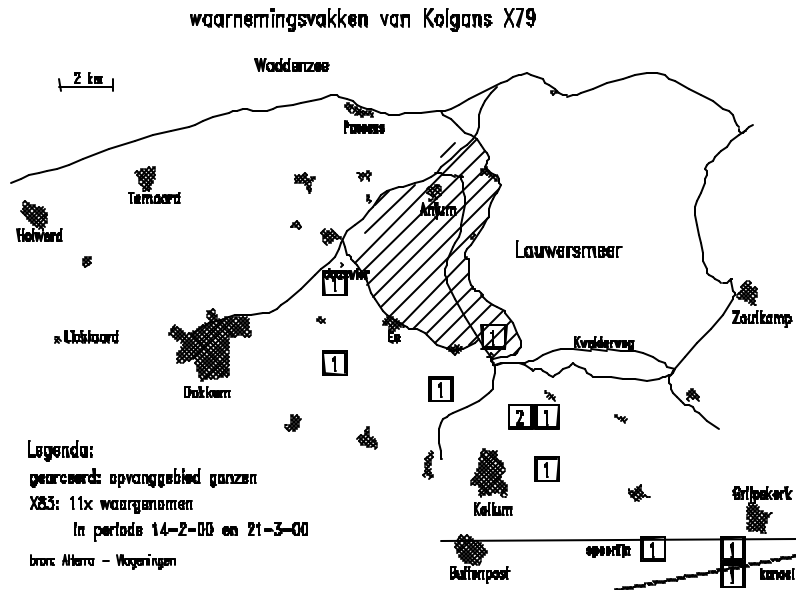 waarnemingsvakken van Kolgans X79
Waddenzee
2 km
Paesens
Ternaard
Anjum
Holwerd
Lauwersmeer
1
Zoutkamp
1
Ee
Kwelderweg
1
Dokkum
1
2 1
Legenda:
gearceerd: opvanggebied ganzen
1
X83: 11x waargenomen
Kollum
Grijpskerk
in periode 14-2-00 en 21-3-00
spoorlijn
1
1
bron: Alterra - Wageningen
Buitenpost
1
kanaal